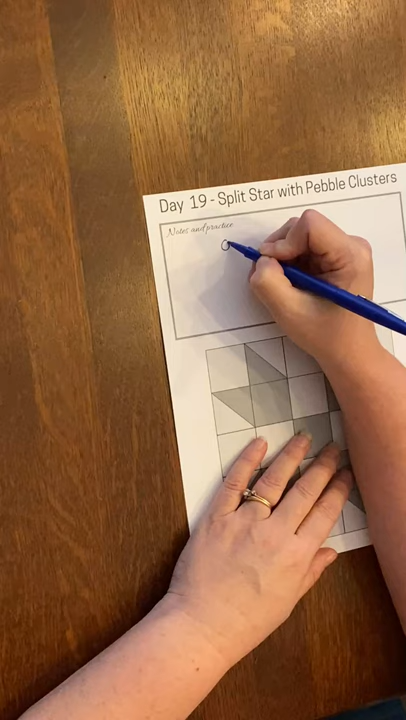 Day 19 - Split Star with Pebble Clusters
Notes and practice